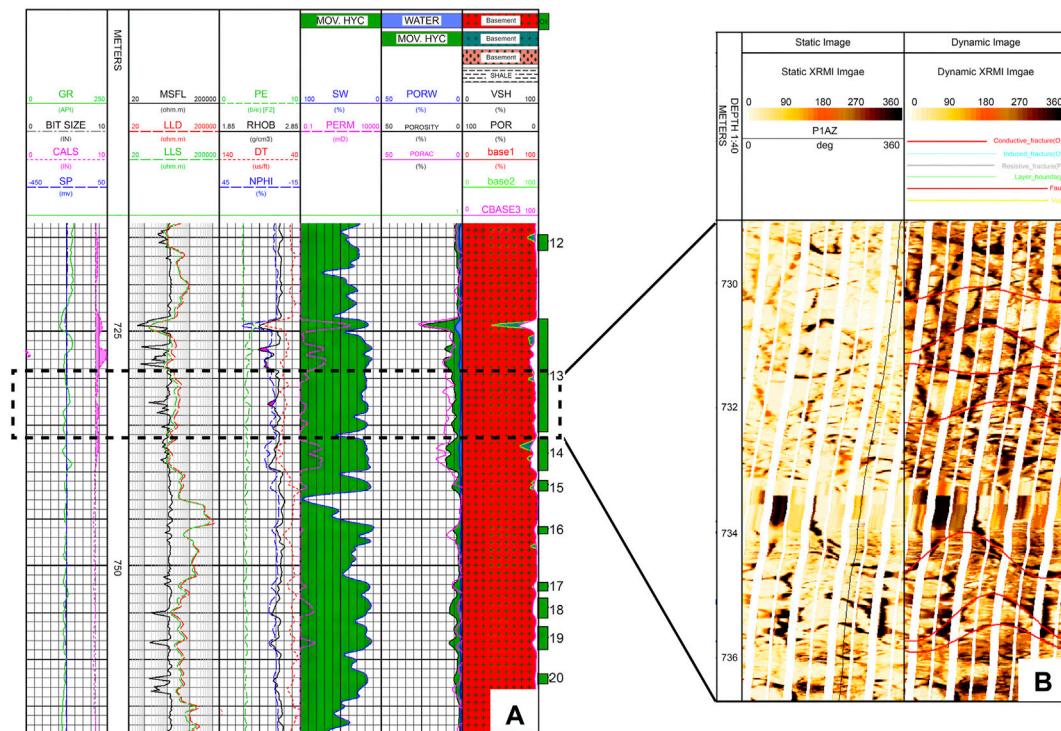 MOV. HYC WATER Basement
MOV. HYC Basement
Basement
SHALE
METERS
GR MSFL PE SW PORW VSH
0 250 20 200000 0 10 100 0 50 0 0 100
(API) (ohm.m) (b/e) [F2] (%) (%) (%)
BIT SIZE LLD RHOB PERM POROSITY POR
0 10 20 200000 1.85 2.85 0.1 10000 50 0 100 0
(IN) (ohm.m) (g/cm3) (mD) (%) (%)
CALS LLS DT PORAC base1
0 10 20 200000 140 40 50 0 0 100
(IN) (ohm.m) (us/ft) (%) (%)
SP NPHI base2
-450 50 45 -15 0 100
(mv) (%)
CBASE3
0 100
1
725
750
12
13
14
15
16
17
18
19
20
A
Static Image Dynamic Image
Static XRMI Imgae Dynamic XRMI Imgae
DEPTH 1:40
METERS
0 90 180 270 360 0 90 180 270 360
P1AZ
0 deg 360
Conductive_fracture(O
Induced_fracture(O
Resistive_fracture(F
Layer_boundary
Fau
730
732
734
736
B